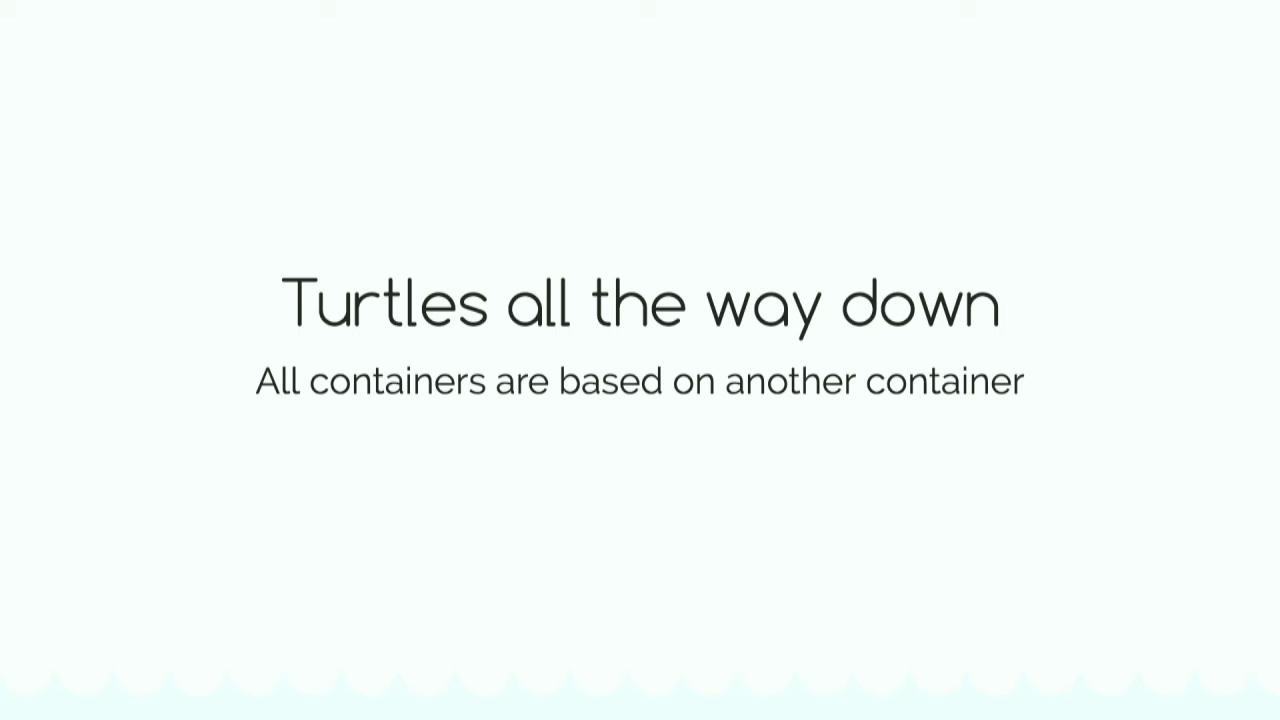 Turtles all the way down
All containers are based on another container